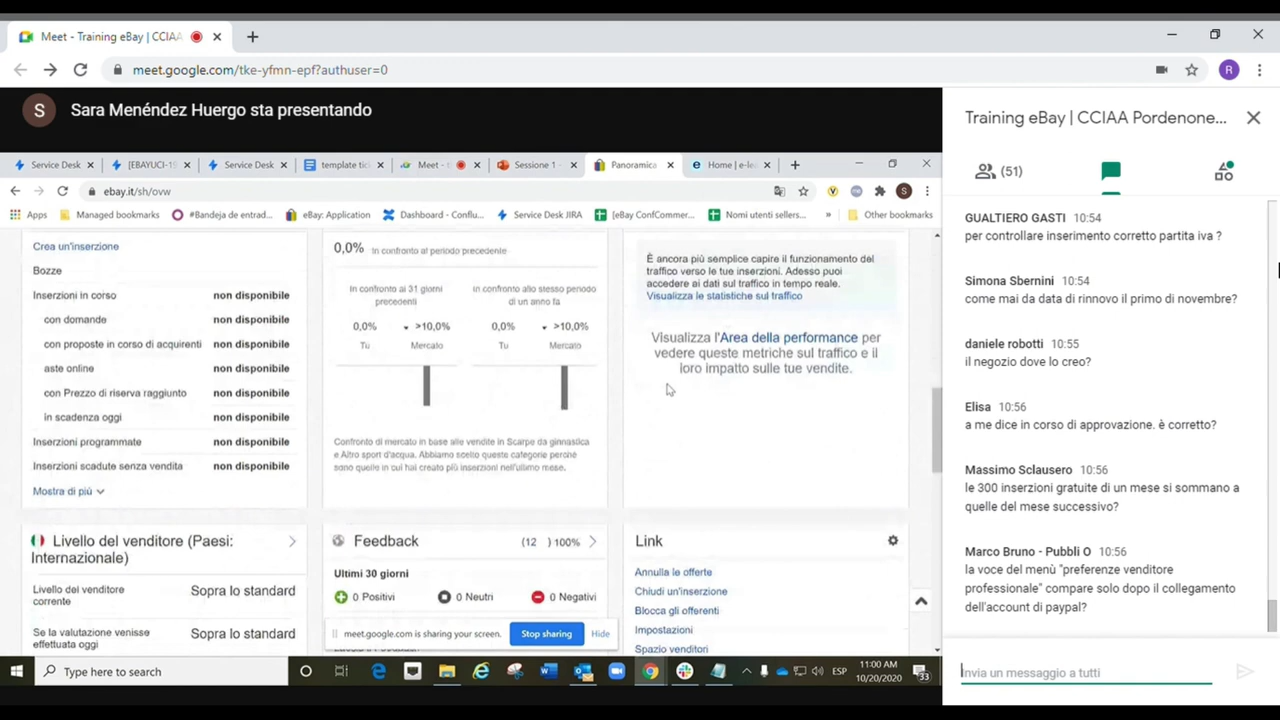 Meet - Training eBay | CCIAA
meet.google.com/tke-yfmn-epf?authuser=0
R
S
Sara Menéndez Huergo sta presentando
Service Desk
[EBAYUCI-19
Service Desk
template tic
Meet - t
Sessione 1 -
Panoramica
Home | e-lea
ebay.it/sh/ovw
S
Apps
Managed bookmarks
#Bandeja de entrad...
eBay: Application
Dashboard - Conflu...
Service Desk JIRA
[eBay ConfCommer...
Nomi utenti sellers...
»
Other bookmarks
Crea un'inserzione
Bozze
Inserzioni in corso non disponibile
con domande non disponibile
con proposte in corso di acquirenti non disponibile
aste online non disponibile
con Prezzo di riserva raggiunto non disponibile
in scadenza oggi non disponibile
Inserzioni programmate non disponibile
Inserzioni scadute senza vendita non disponibile
Mostra di più
0,0% In confronto al periodo precedente
In confronto ai 31 giorni
precedenti
In confronto allo stesso periodo
di un anno fa
0,0% >10,0% 0,0% >10,0%
Tu Mercato Tu Mercato
Confronto di mercato in base alle vendite in Scarpe da ginnastica
e Altro sport d'acqua. Abbiamo scelto queste categorie perché
sono quelle in cui hai creato più inserzioni nell'ultimo mese.
È ancora più semplice capire il funzionamento del
traffico verso le tue inserzioni. Adesso puoi
accedere ai dati sul traffico in tempo reale.
Visualizza le statistiche sul traffico
Visualizza l'Area della performance per
vedere queste metriche sul traffico e il
loro impatto sulle tue vendite.
Livello del venditore (Paesi:
Internazionale)
Livello del venditore
corrente
Sopra lo standard
Se la valutazione venisse
effettuata oggi
Sopra lo standard
Feedback (12 ) 100%
Ultimi 30 giorni
0 Positivi 0 Neutri 0 Negativi
Link
Annulla le offerte
Chiudi un'inserzione
Blocca gli offerenti
Impostazioni
Spazio venditori
meet.google.com is sharing your screen. Stop sharing Hide
Type here to search
ESP
11:00 AM
10/20/2020
33
Training eBay | CCIAA Pordenone...
(51)
GUALTIERO GASTI 10:54
per controllare inserimento corretto partita iva ?
Simona Sbernini 10:54
come mai da data di rinnovo il primo di novembre?
daniele robotti 10:55
il negozio dove lo creo?
Elisa 10:56
a me dice in corso di approvazione. è corretto?
Massimo Sclausero 10:56
le 300 inserzioni gratuite di un mese si sommano a
quelle del mese successivo?
Marco Bruno - Pubbli O 10:56
la voce del menù "preferenze venditore
professionale" compare solo dopo il collegamento
dell'account di paypal?
Invia un messaggio a tutti